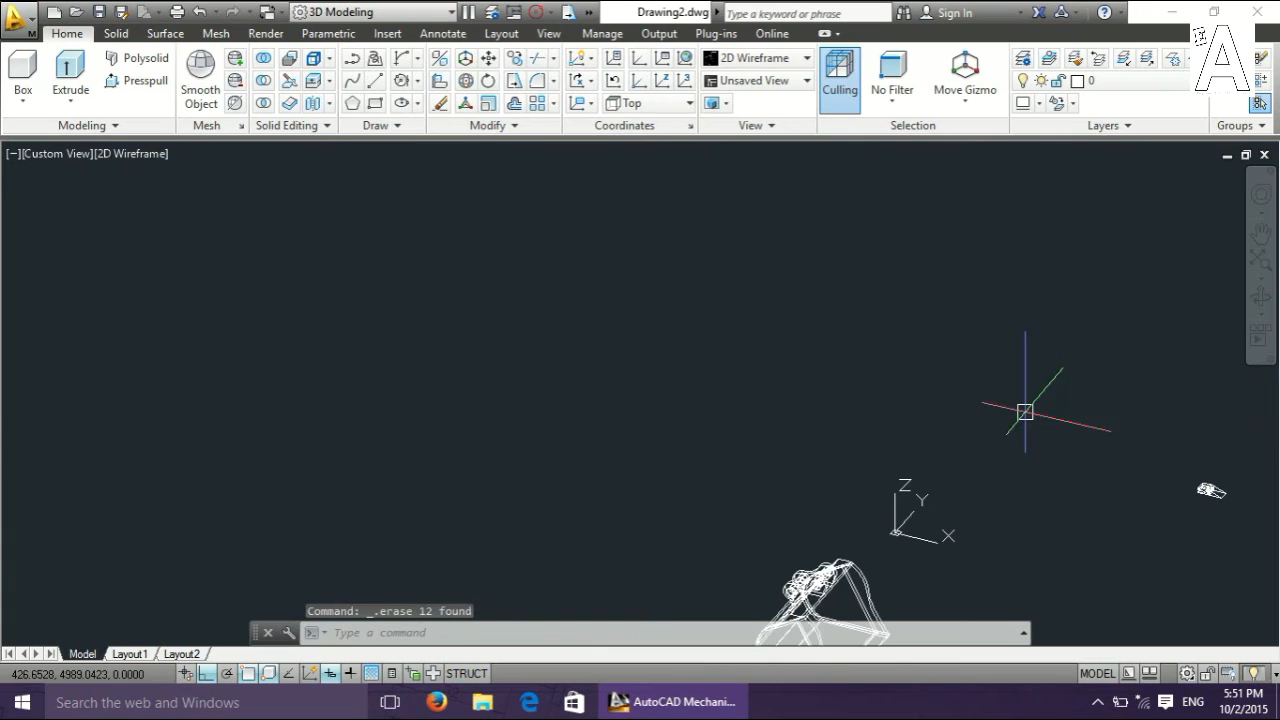 3D Modeling
Drawing2.dwg
Type a keyword or phrase
Sign In
Home Solid Surface Mesh Render Parametric Insert Annotate Layout View Manage Output Plug-ins Online
Box
Extrude
Polysolid
Presspull
Smooth
Object
2D Wireframe
Unsaved View
Top
Culling
No Filter
Move Gizmo
0
Modeling
Mesh
Solid Editing
Draw
Modify
Coordinates
View
Selection
Layers
Groups
[−][Custom View][2D Wireframe]
A
Z
Y
X
Command: _.erase 12 found
Type a command
Model Layout1 Layout2
426.6528, 4989.0423, 0.0000
STRUCT
MODEL
Search the web and Windows
AutoCAD Mechani...
ENG
5:51 PM
10/2/2015